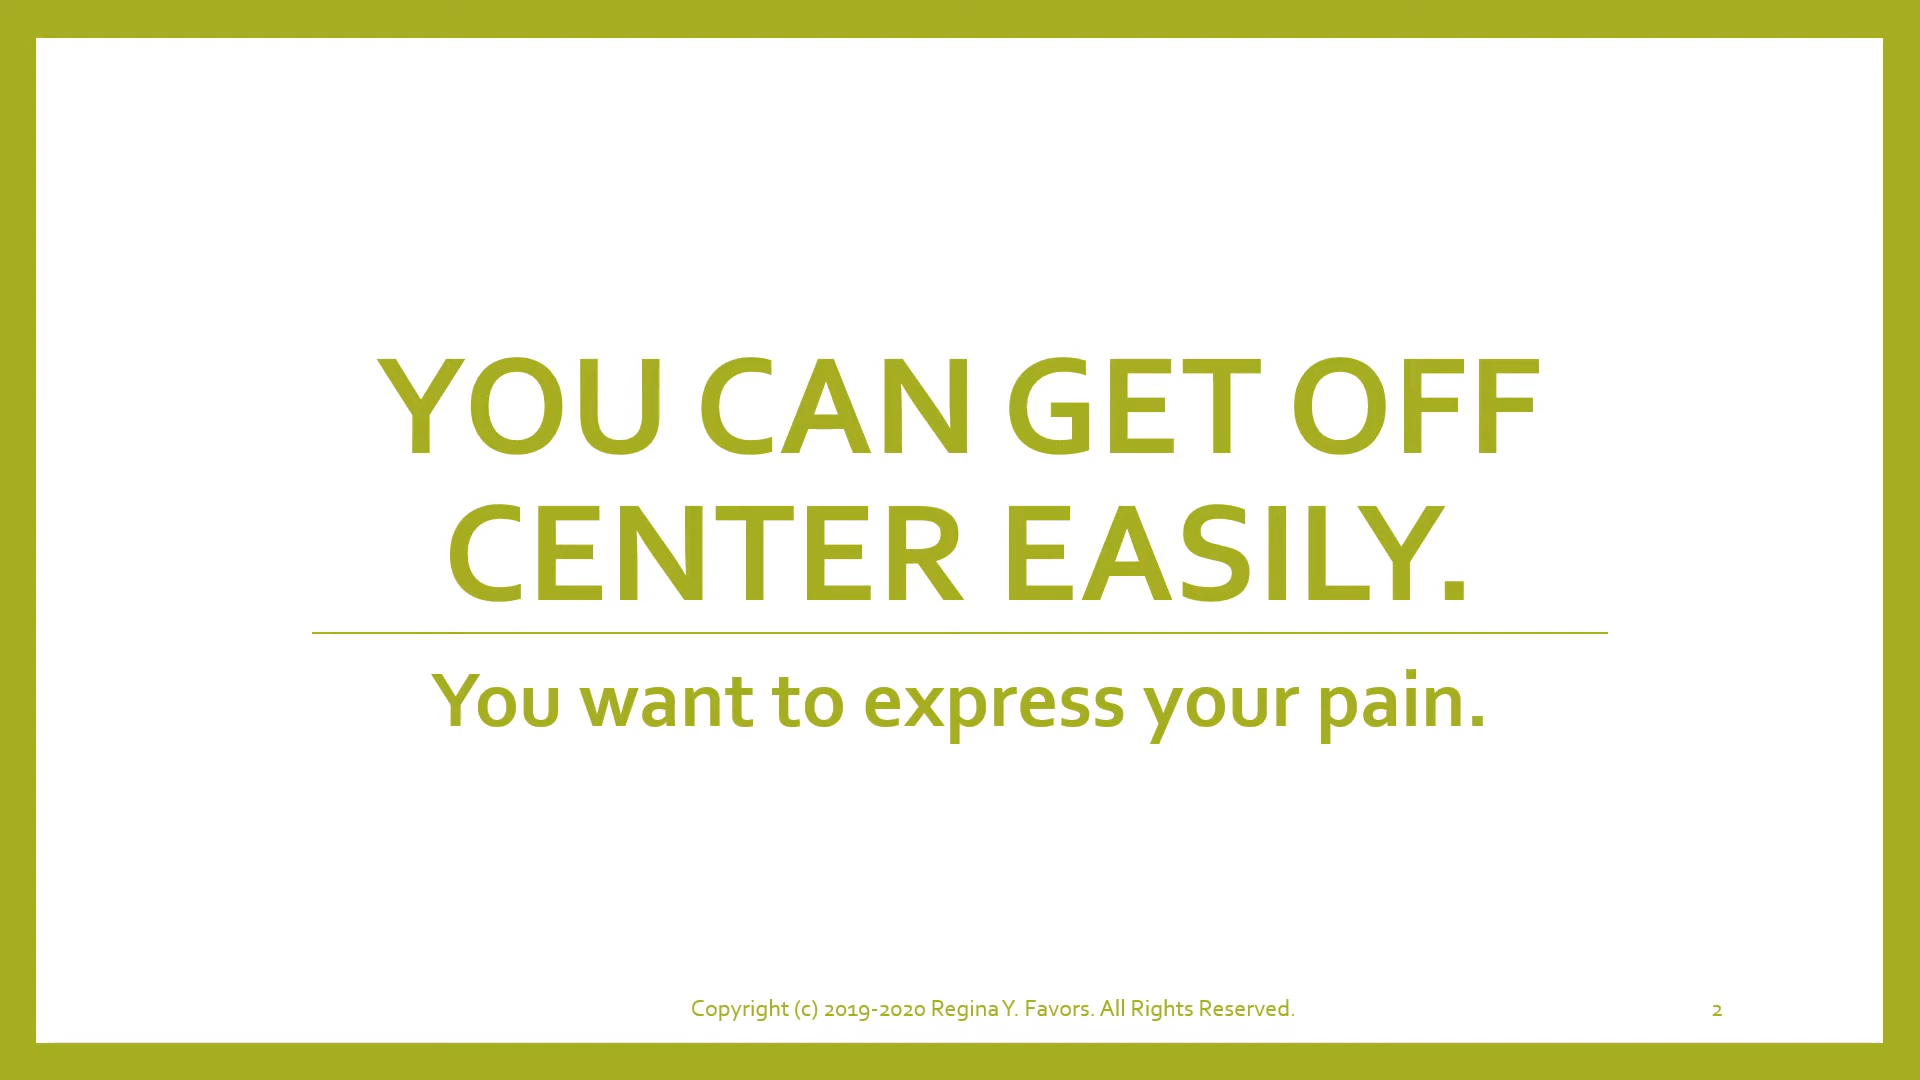 YOU CAN GET OFF
CENTER EASILY.
You want to express your pain.
Copyright (c) 2019-2020 Regina Y. Favors. All Rights Reserved.
2